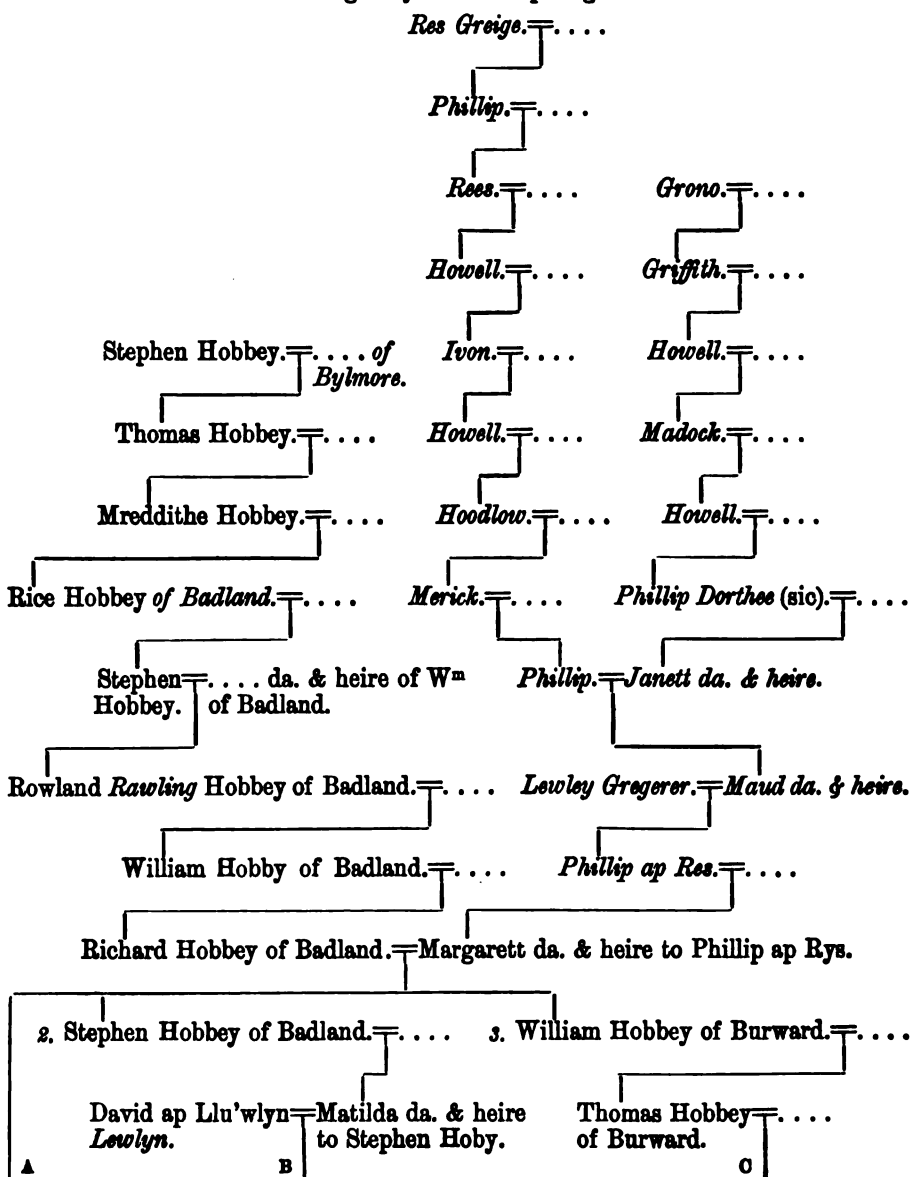 Res Greige.=. . . .
Phillip.=. . . .
Rees.=. . . . Grono.=. . . .
Howell.=. . . . Griffith.=. . . .
Stephen Hobbey.=. . . . of Ivon.=. . . . Howell.=. . . .
Bylmore.
Thomas Hobbey.=. . . . Howell.=. . . . Madock.=. . . .
Mreddithe Hobbey.=. . . . Hoodlow.=. . . . Howell.=. . . .
Rice Hobbey of Badland.=. . . . Merick.=. . . . Phillip Dorthee (sic).=. . . .
Stephen=. . . . da. & heire of Wm Phillip.=Janett da. & heire.
Hobbey. of Badland.
Rowland Rawling Hobbey of Badland.=. . . . Lewley Gregerer.=Maud da. & heire.
William Hobby of Badland.=. . . . Phillip ap Res.=. . . .
Richard Hobbey of Badland.=Margarett da. & heire to Phillip ap Rys.
2. Stephen Hobbey of Badland.=. . . . 3. William Hobbey of Burward.=. . . .
David ap Llu'wlyn=Matilda da. & heire Thomas Hobbey=. . . .
Lewlyn. to Stephen Hoby. of Burward.
A B C